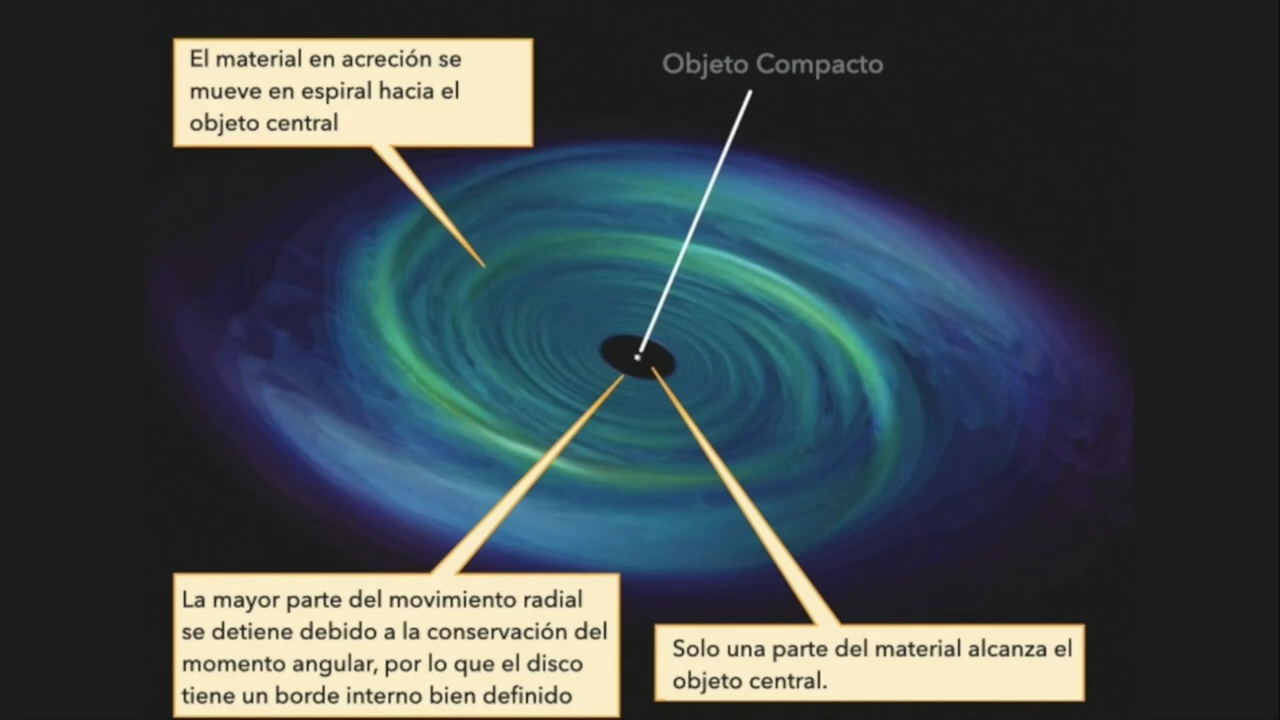 El material en acreción se
mueve en espiral hacia el
objeto central
Objeto Compacto
La mayor parte del movimiento radial
se detiene debido a la conservación del
momento angular, por lo que el disco
tiene un borde interno bien definido
Solo una parte del material alcanza el
objeto central.